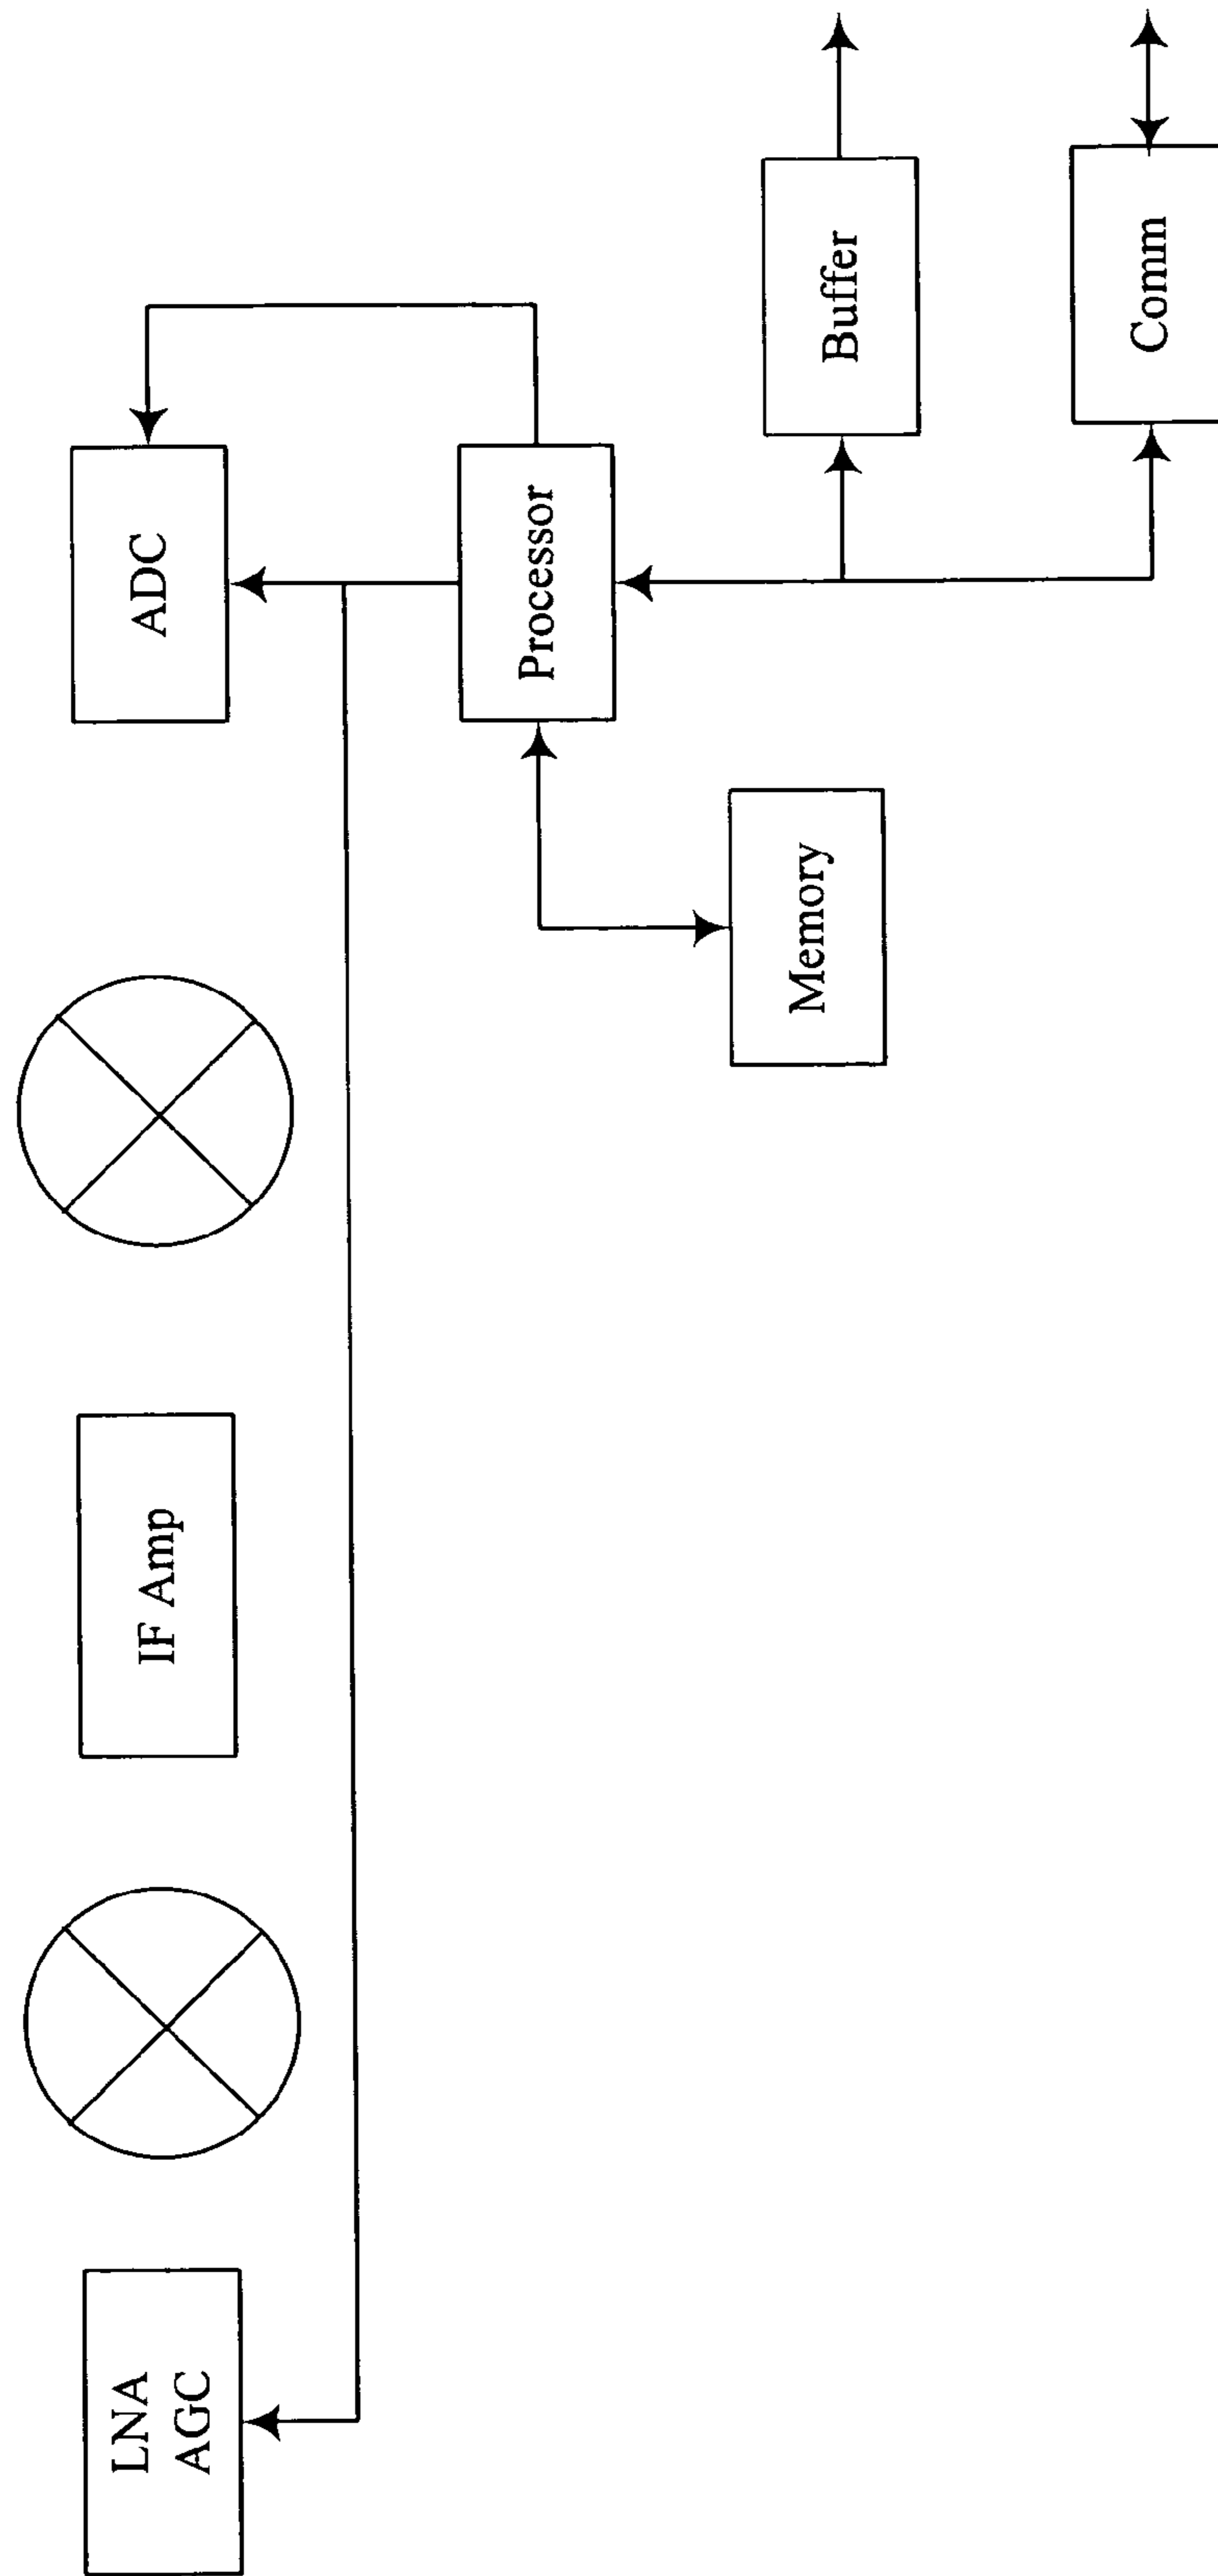 LNA
AGC
IF Amp
ADC
Processor
Memory
Buffer
Comm